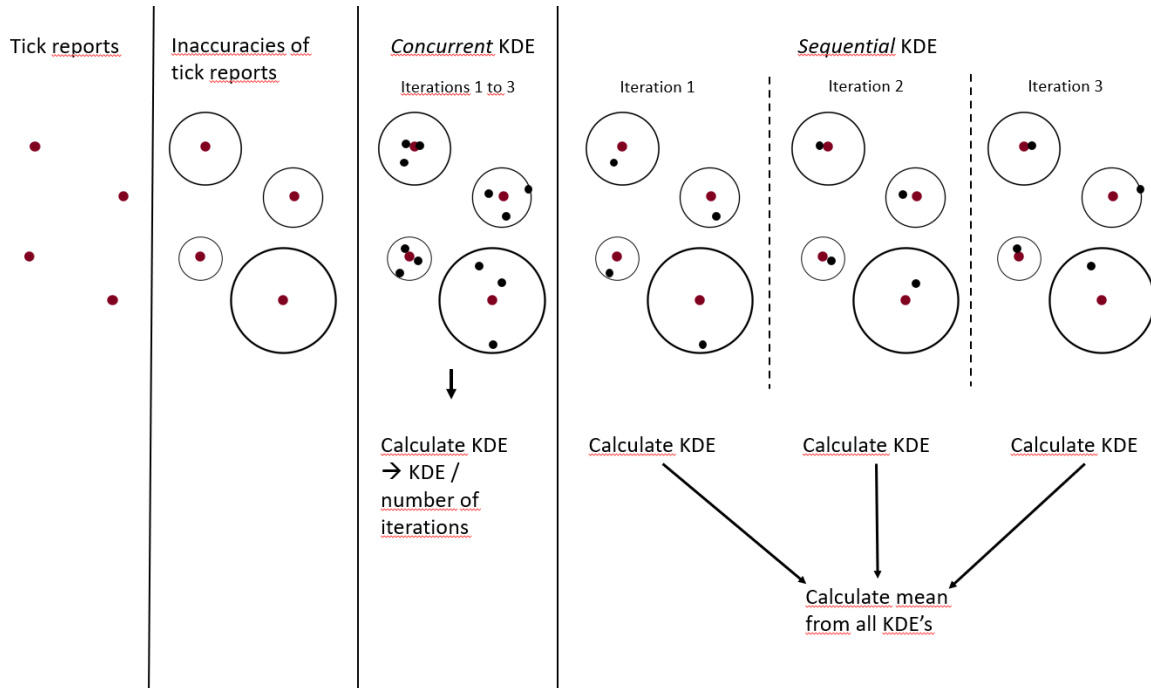 Tick reports
Inaccuracies of
tick reports
Concurrent KDE
Iterations 1 to 3
Calculate KDE
→ KDE /
number of
iterations
Sequential KDE
Iteration 1
Iteration 2
Iteration 3
Calculate KDE
Calculate KDE
Calculate KDE
Calculate mean
from all KDE's